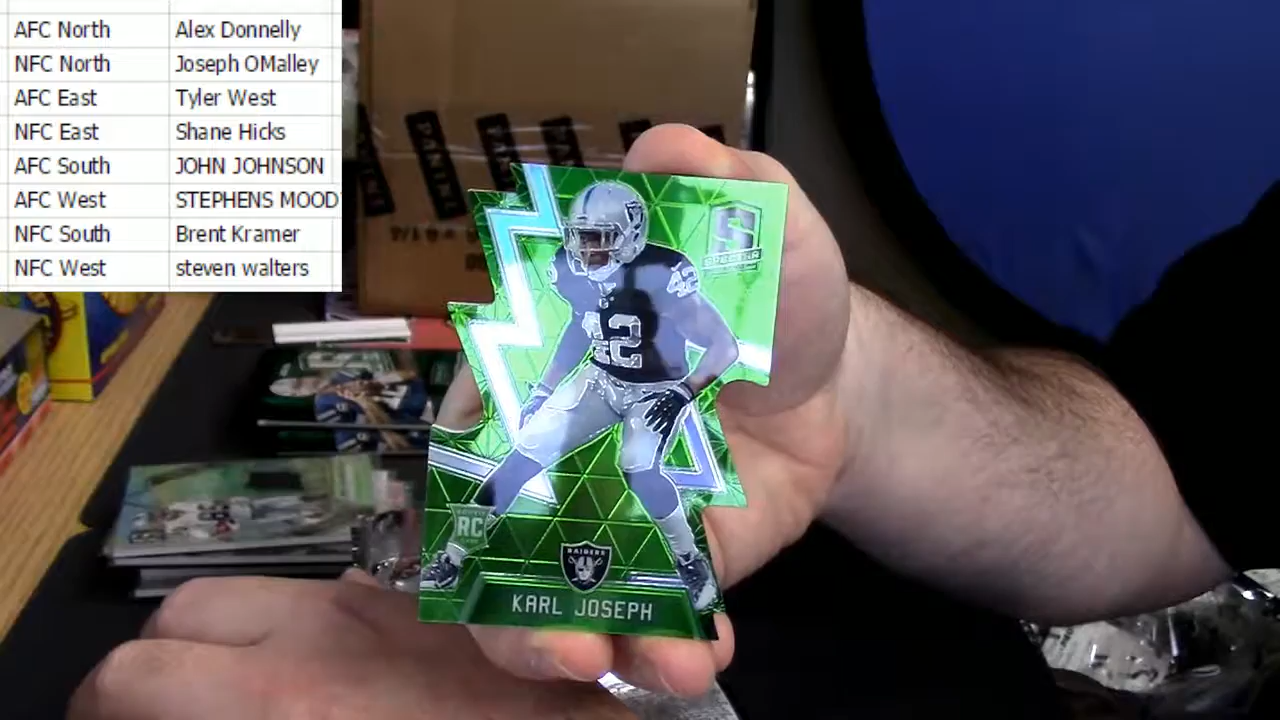 AFC North Alex Donnelly
NFC North Joseph OMalley
AFC East Tyler West
NFC East Shane Hicks
AFC South JOHN JOHNSON
AFC West STEPHENS MOOD
NFC South Brent Kramer
NFC West steven walters
PANINI
PANINI
42
42
S
SPECTRA
RC
RAIDERS
KARL JOSEPH